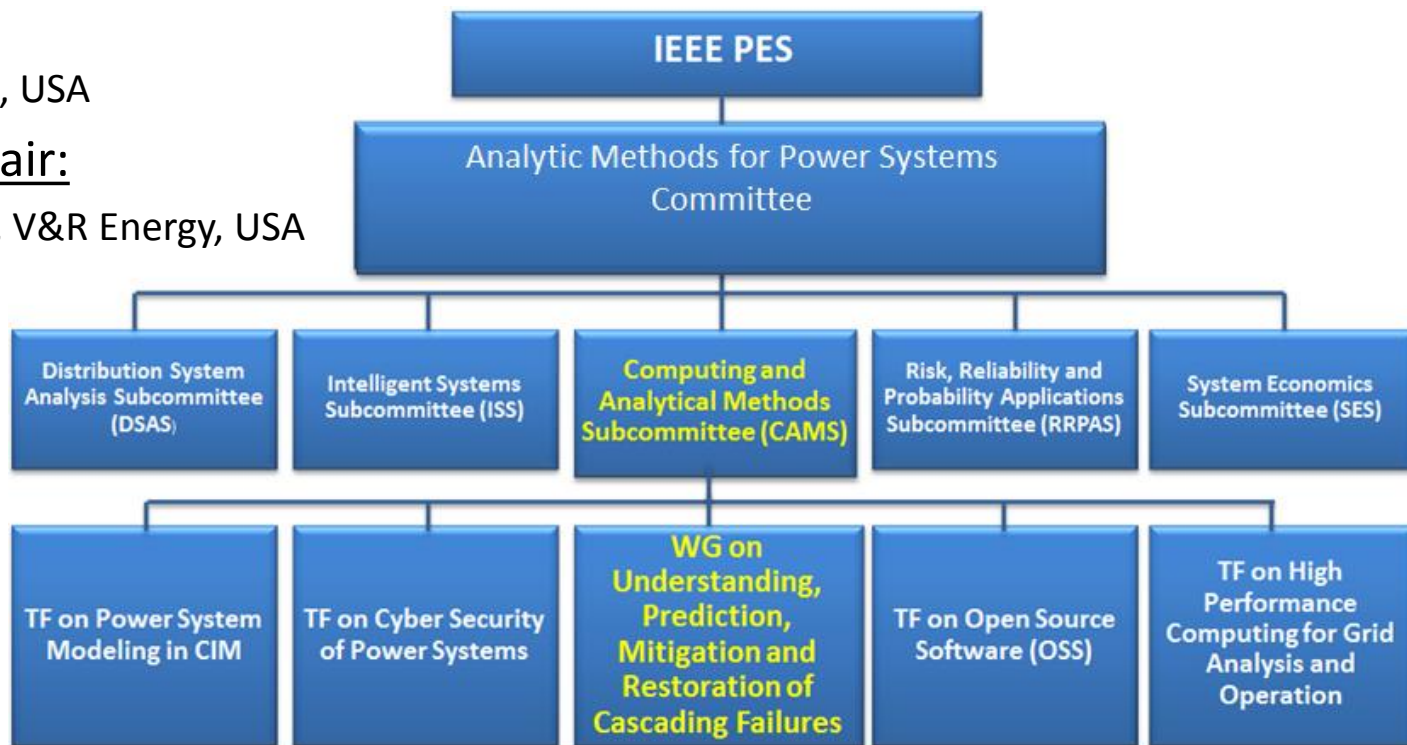 IEEE PES
, USA
air:
V&R Energy, USA
Analytic Methods for Power Systems
Committee
Distribution System
Analysis Subcommittee
(DSAS)
Intelligent Systems
Subcommittee (ISS)
Computing and
Analytical Methods
Subcommittee (CAMS)
Risk, Reliability and
Probability Applications
Subcommittee (RRPAS)
System Economics
Subcommittee (SES)
TF on Power System
Modeling in CIM
TF on Cyber Security
of Power Systems
WG on
Understanding,
Prediction,
Mitigation and
Restoration of
Cascading Failures
TF on Open Source
Software (OSS)
TF on High
Performance
Computing for Grid
Analysis and
Operation